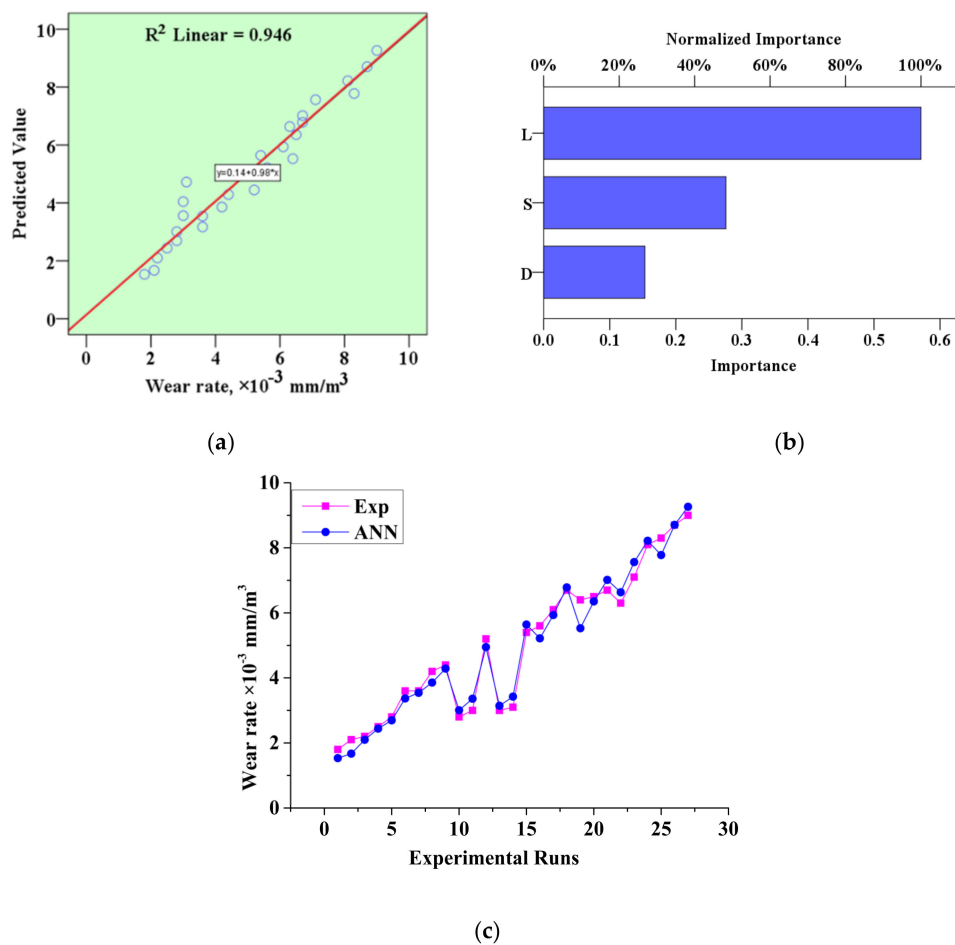 R² Linear = 0.946
y=0.14+0.98*x
Predicted Value
10
8
6
4
2
0
0 2 4 6 8 10
Wear rate, ×10⁻³ mm/m³
(a)
Normalized Importance
0% 20% 40% 60% 80% 100%
L
S
D
0.0 0.1 0.2 0.3 0.4 0.5 0.6
Importance
(b)
Exp
ANN
Wear rate ×10⁻³ mm/m³
10
8
6
4
2
0
0 5 10 15 20 25 30
Experimental Runs
(c)